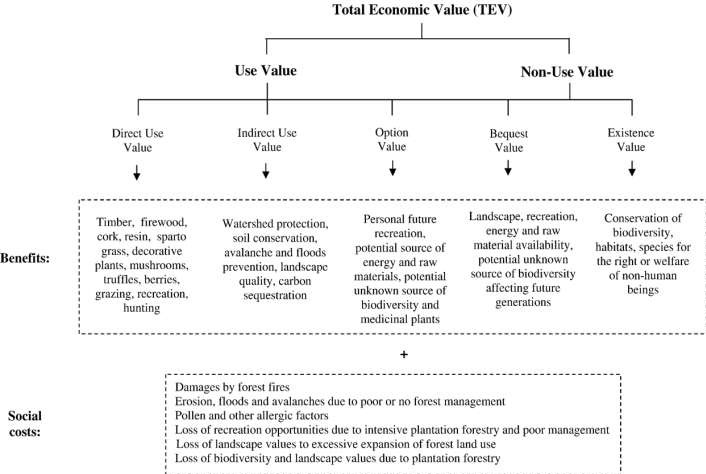 Total Economic Value (TEV)
Use Value
Non-Use Value
Direct Use
Value
Indirect Use
Value
Option
Value
Bequest
Value
Existence
Value
Benefits:
Timber, firewood,
cork, resin, sparto
grass, decorative
plants, mushrooms,
truffles, berries,
grazing, recreation,
hunting
Watershed protection,
soil conservation,
avalanche and floods
prevention, landscape
quality, carbon
sequestration
Personal future
recreation,
potential source of
energy and raw
materials, potential
unknown source of
biodiversity and
medicinal plants
Landscape, recreation,
energy and raw
material availability,
potential unknown
source of biodiversity
affecting future
generations
Conservation of
biodiversity,
habitats, species for
the right or welfare
of non-human
beings
+
Social
costs:
Damages by forest fires
Erosion, floods and avalanches due to poor or no forest management
Pollen and other allergic factors
Loss of recreation opportunities due to intensive plantation forestry and poor management
Loss of landscape values to excessive expansion of forest land use
Loss of biodiversity and landscape values due to plantation forestry